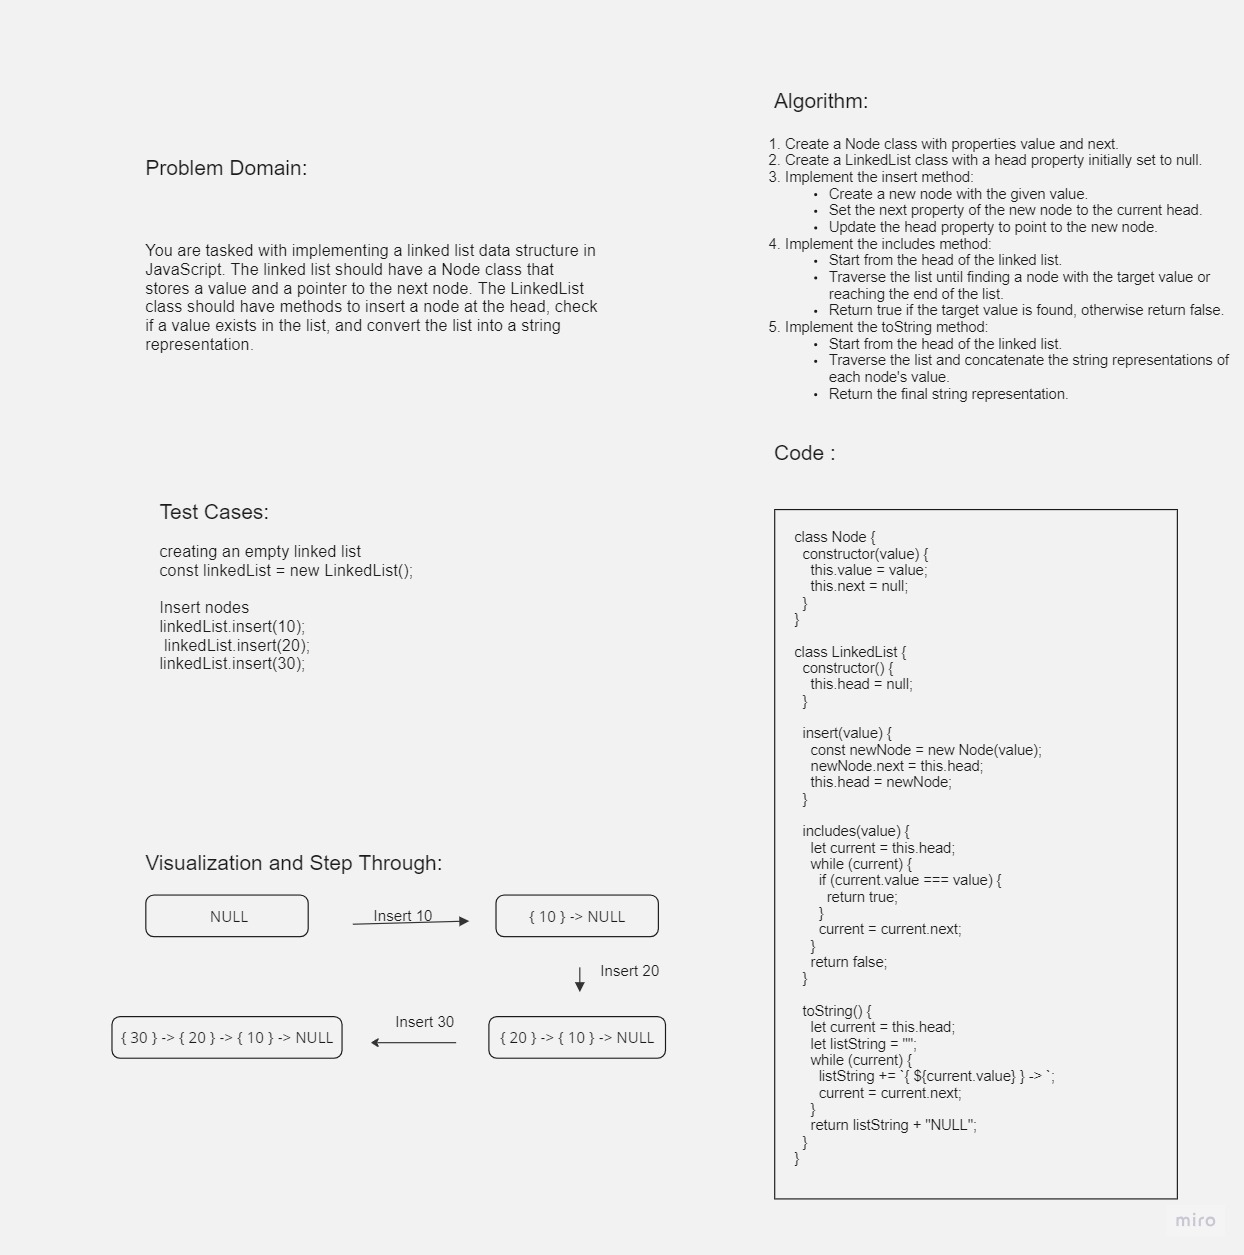 Problem Domain:
You are tasked with implementing a linked list data structure in
JavaScript. The linked list should have a Node class that
stores a value and a pointer to the next node. The LinkedList
class should have methods to insert a node at the head, check
if a value exists in the list, and convert the list into a string
representation.
Test Cases:
creating an empty linked list
const linkedList = new LinkedList();
Insert nodes
linkedList.insert(10);
linkedList.insert(20);
linkedList.insert(30);
Visualization and Step Through:
NULL
Insert 10
{ 10 } -> NULL
Insert 20
{ 20 } -> { 10 } -> NULL
Insert 30
{ 30 } -> { 20 } -> { 10 } -> NULL
Algorithm:
1. Create a Node class with properties value and next.
2. Create a LinkedList class with a head property initially set to null.
3. Implement the insert method:
• Create a new node with the given value.
• Set the next property of the new node to the current head.
• Update the head property to point to the new node.
4. Implement the includes method:
• Start from the head of the linked list.
• Traverse the list until finding a node with the target value or
reaching the end of the list.
• Return true if the target value is found, otherwise return false.
5. Implement the toString method:
• Start from the head of the linked list.
• Traverse the list and concatenate the string representations of
each node's value.
• Return the final string representation.
Code :
class Node {
constructor(value) {
this.value = value;
this.next = null;
}
}
class LinkedList {
constructor() {
this.head = null;
}
insert(value) {
const newNode = new Node(value);
newNode.next = this.head;
this.head = newNode;
}
includes(value) {
let current = this.head;
while (current) {
if (current.value === value) {
return true;
}
current = current.next;
}
return false;
}
toString() {
let current = this.head;
let listString = "";
while (current) {
listString += `{ ${current.value} } -> `;
current = current.next;
}
return listString + "NULL";
}
}
miro